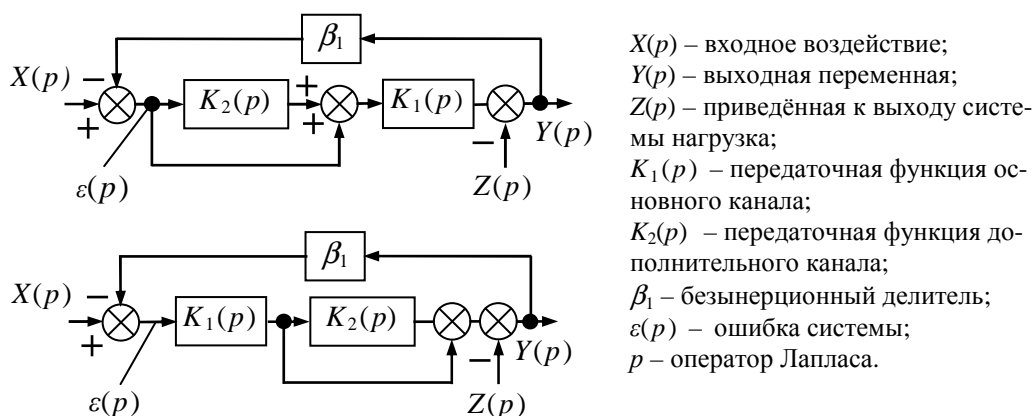 β₁
X(p)
−
+
K₂(p)
+
+
K₁(p)
−
Y(p)
ε(p)
Z(p)
β₁
X(p)
−
+
K₁(p)
K₂(p)
−
Y(p)
ε(p)
Z(p)
X(p) – входное воздействие;
Y(p) – выходная переменная;
Z(p) – приведённая к выходу систе-
мы нагрузка;
K₁(p) – передаточная функция ос-
новного канала;
K₂(p) – передаточная функция до-
полнительного канала;
β₁ – безынерционный делитель;
ε(p) – ошибка системы;
p – оператор Лапласа.